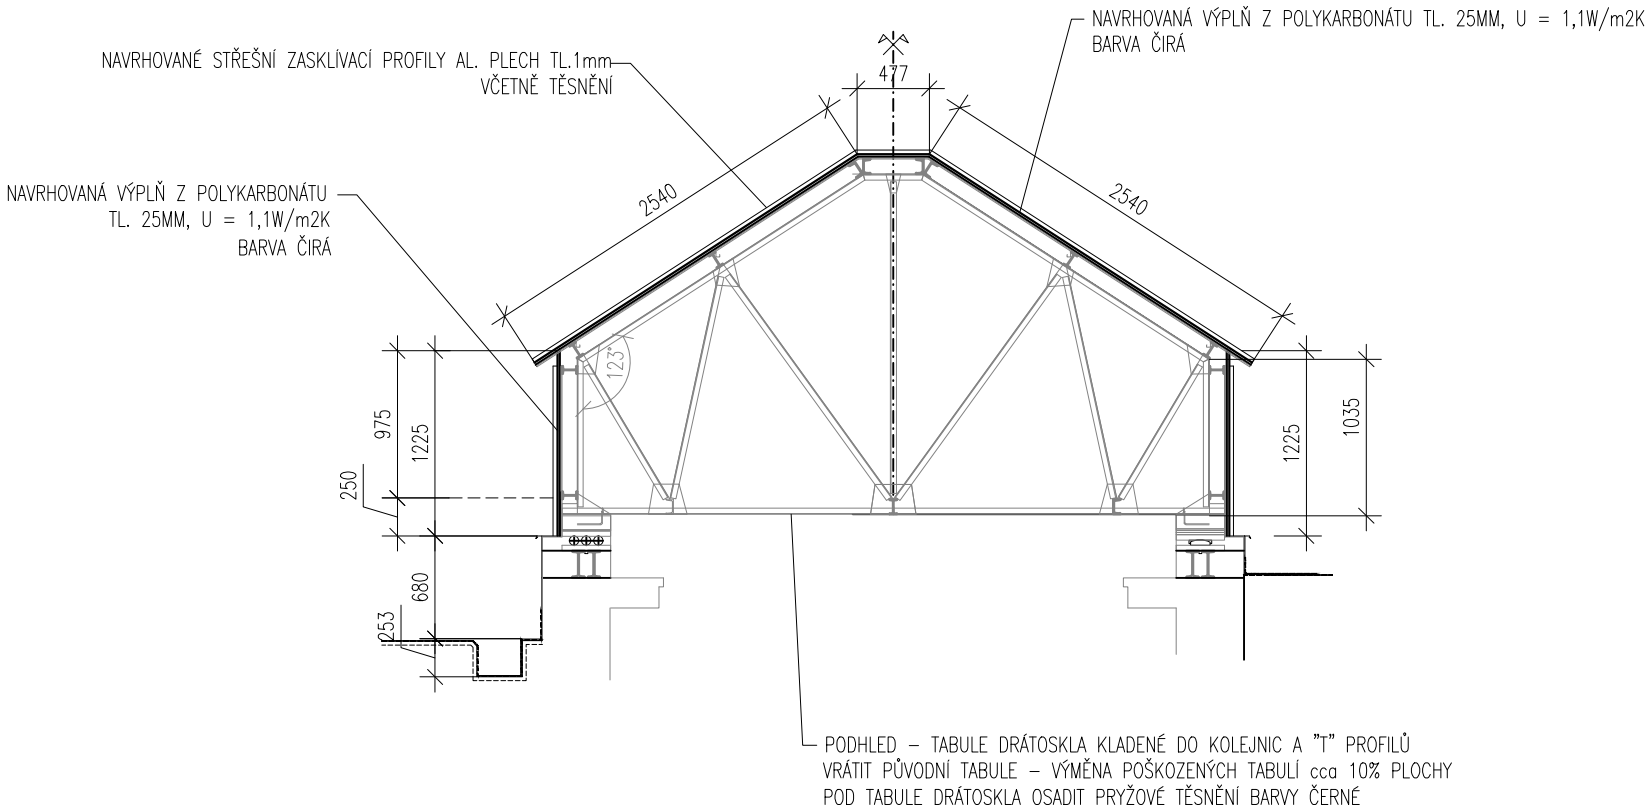 NAVRHOVANÁ VÝPLŇ Z POLYKARBONÁTU TL. 25MM, U = 1,1W/m2K
BARVA ČIRÁ
NAVRHOVANÉ STŘEŠNÍ ZASKLÍVACÍ PROFILY AL. PLECH TL.1mm
VČETNĚ TĚSNĚNÍ
477
NAVRHOVANÁ VÝPLŇ Z POLYKARBONÁTU
TL. 25MM, U = 1,1W/m2K
BARVA ČIRÁ
2540
2540
123°
975
1225
250
1225
1035
680
253
PODHLED – TABULE DRÁTOSKLA KLADENÉ DO KOLEJNIC A "T" PROFILŮ
VRÁTIT PŮVODNÍ TABULE – VÝMĚNA POŠKOZENÝCH TABULÍ cca 10% PLOCHY
POD TABULE DRÁTOSKLA OSADIT PRYŽOVÉ TĚSNĚNÍ BARVY ČERNÉ